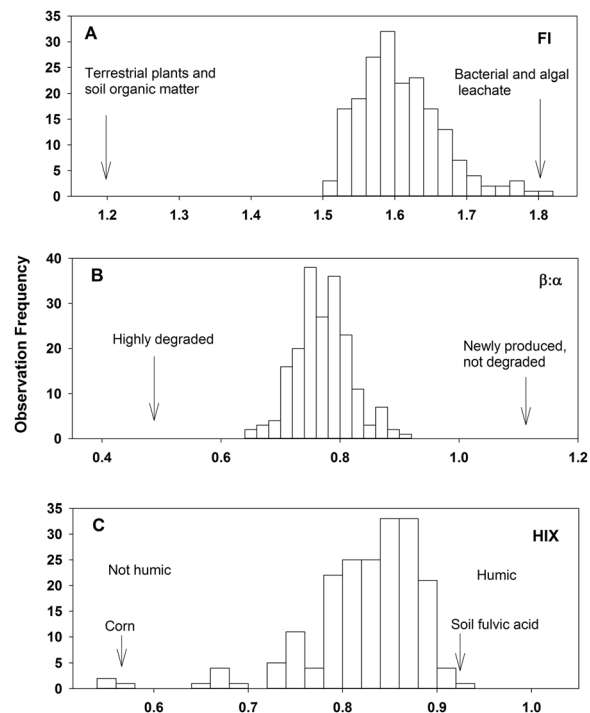 35
A
FI
30
Terrestrial plants and
soil organic matter
Bacterial and algal
leachate
25
20
15
10
5
0
1.2 1.3 1.4 1.5 1.6 1.7 1.8
Observation Frequency
40
B
β:α
30
Highly degraded
Newly produced,
not degraded
20
10
0
0.4 0.6 0.8 1.0 1.2
35
C
HIX
30
25
Not humic
Humic
20
15
Corn
Soil fulvic acid
10
5
0
0.6 0.7 0.8 0.9 1.0